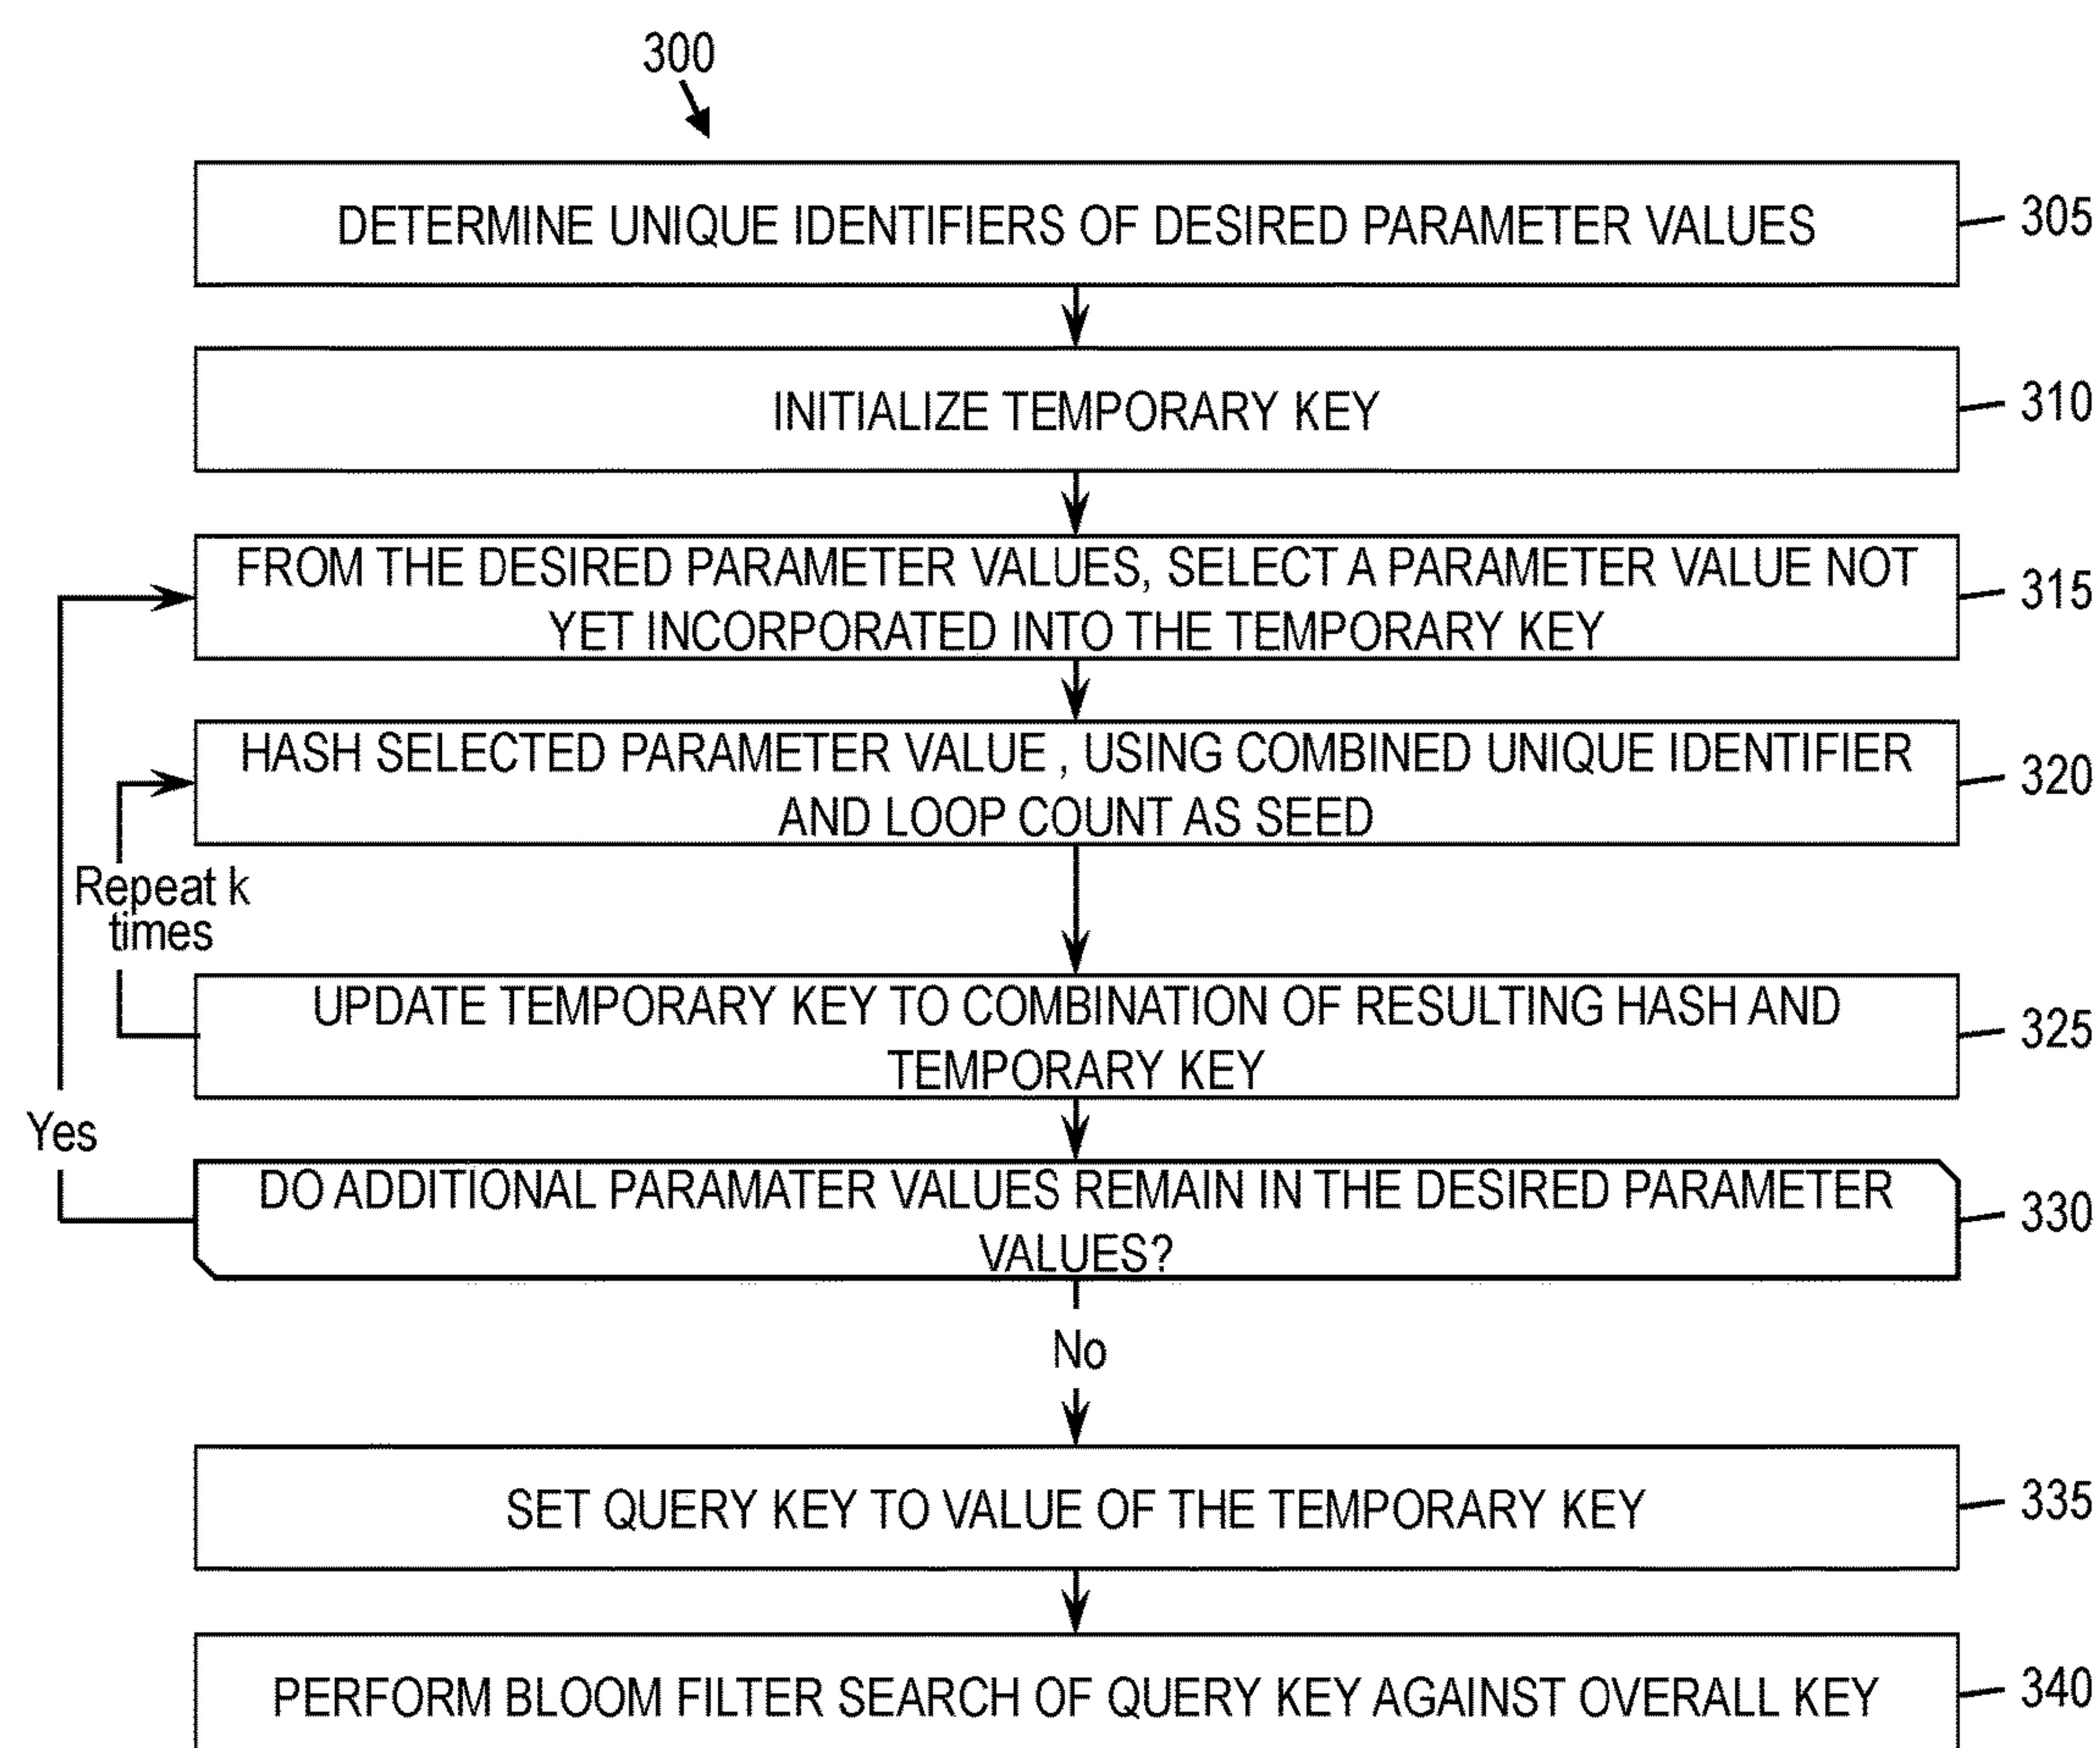 300
DETERMINE UNIQUE IDENTIFIERS OF DESIRED PARAMETER VALUES
305
INITIALIZE TEMPORARY KEY
310
FROM THE DESIRED PARAMETER VALUES, SELECT A PARAMETER VALUE NOT
YET INCORPORATED INTO THE TEMPORARY KEY
315
HASH SELECTED PARAMETER VALUE , USING COMBINED UNIQUE IDENTIFIER
AND LOOP COUNT AS SEED
320
Repeat k
times
UPDATE TEMPORARY KEY TO COMBINATION OF RESULTING HASH AND
TEMPORARY KEY
325
Yes
DO ADDITIONAL PARAMATER VALUES REMAIN IN THE DESIRED PARAMETER
VALUES?
330
No
SET QUERY KEY TO VALUE OF THE TEMPORARY KEY
335
PERFORM BLOOM FILTER SEARCH OF QUERY KEY AGAINST OVERALL KEY
340